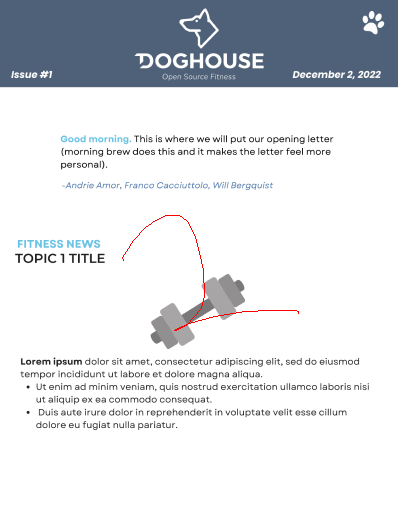 DOGHOUSE
Open Source Fitness
Issue #1
December 2, 2022
Good morning. This is where we will put our opening letter
(morning brew does this and it makes the letter feel more
personal).
-Andrie Amor, Franco Cacciuttolo, Will Bergquist
FITNESS NEWS
TOPIC 1 TITLE
Lorem ipsum dolor sit amet, consectetur adipiscing elit, sed do eiusmod
tempor incididunt ut labore et dolore magna aliqua.
• Ut enim ad minim veniam, quis nostrud exercitation ullamco laboris nisi
ut aliquip ex ea commodo consequat.
• Duis aute irure dolor in reprehenderit in voluptate velit esse cillum
dolore eu fugiat nulla pariatur.